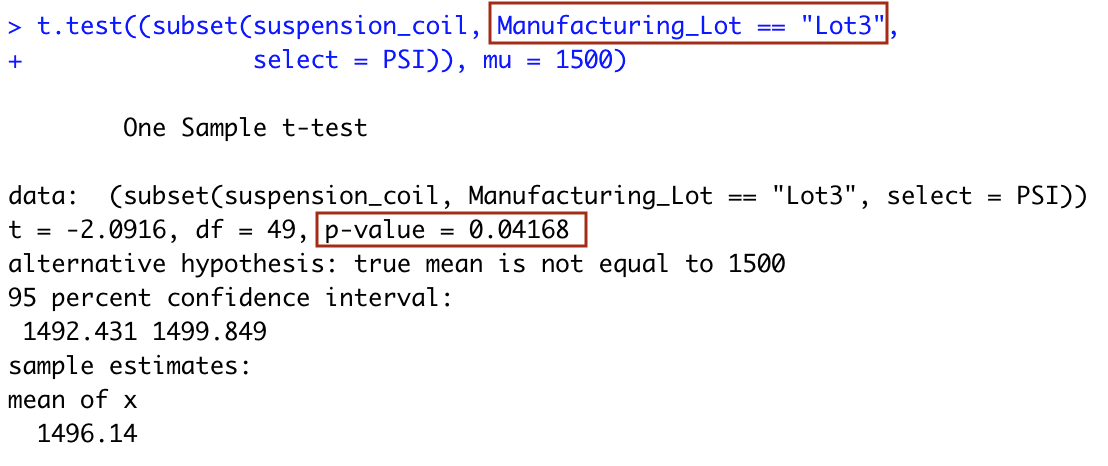 > t.test((subset(suspension_coil, Manufacturing_Lot == "Lot3",
+                select = PSI)), mu = 1500)
One Sample t-test
data:  (subset(suspension_coil, Manufacturing_Lot == "Lot3", select = PSI))
t = -2.0916, df = 49, p-value = 0.04168
alternative hypothesis: true mean is not equal to 1500
95 percent confidence interval:
 1492.431 1499.849
sample estimates:
mean of x
  1496.14